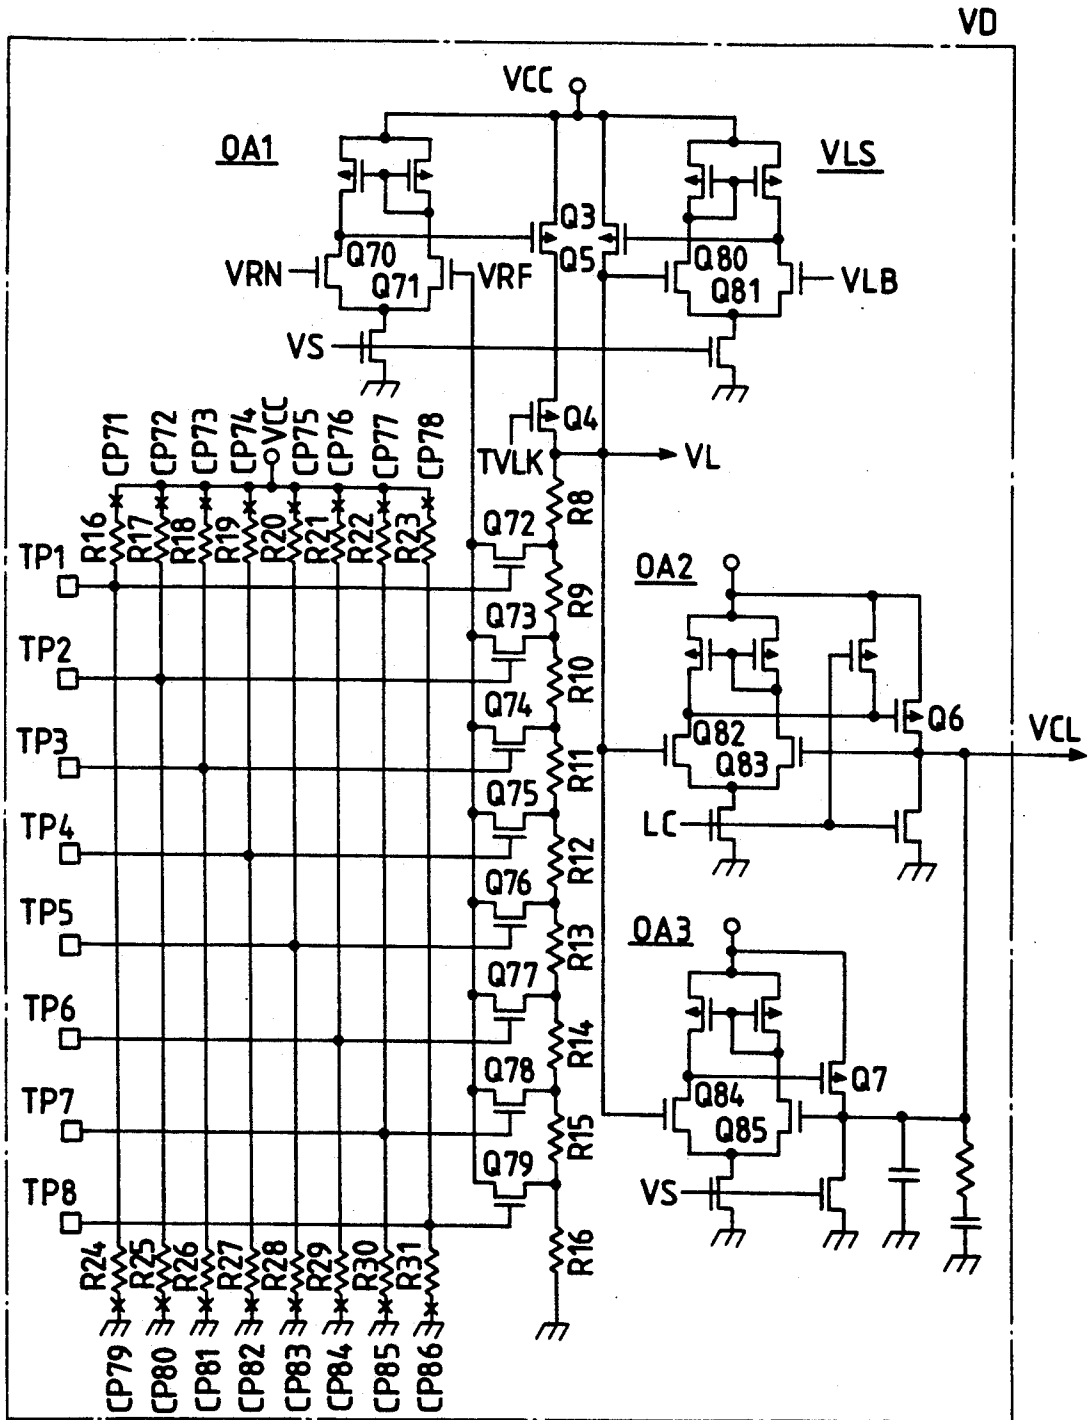 VD
VCC
OA1
VLS
Q3
Q5
Q70
Q71
VRN
VRF
Q80
Q81
VLB
VS
Q4
TVLK
VL
CP71
CP72
CP73
CP74
VCC
CP75
CP76
CP77
CP78
R16
R17
R18
R19
R20
R21
R22
R23
R8
TP1
Q72
R9
OA2
TP2
Q73
R10
TP3
Q74
R11
Q82
Q83
Q6
VCL
TP4
Q75
R12
LC
TP5
Q76
R13
OA3
TP6
Q77
R14
TP7
Q78
R15
Q84
Q85
Q7
TP8
Q79
VS
R16
R24
R25
R26
R27
R28
R29
R30
R31
CP79
CP80
CP81
CP82
CP83
CP84
CP85
CP86